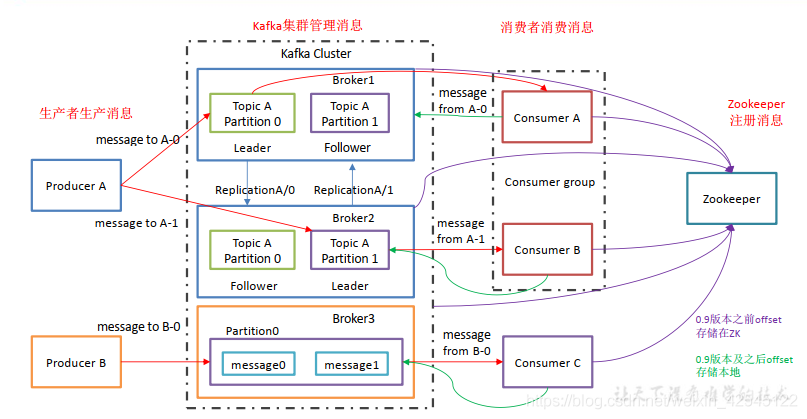 Kafka集群管理消息
消费者消费消息
Kafka Cluster
生产者生产消息
Zookeeper
注册消息
Broker1
Topic A
Partition 0
Topic A
Partition 1
Leader
Follower
message to A-0
message
from A-0
Consumer A
Producer A
ReplicationA/0
ReplicationA/1
Consumer group
Zookeeper
message to A-1
Broker2
Topic A
Partition 0
Topic A
Partition 1
Follower
Leader
message
from A-1
Consumer B
Broker3
Partition0
message0
message1
message to B-0
Producer B
message
from B-0
Consumer C
0.9版本之前offset
存储在ZK
0.9版本及之后offset
存储本地